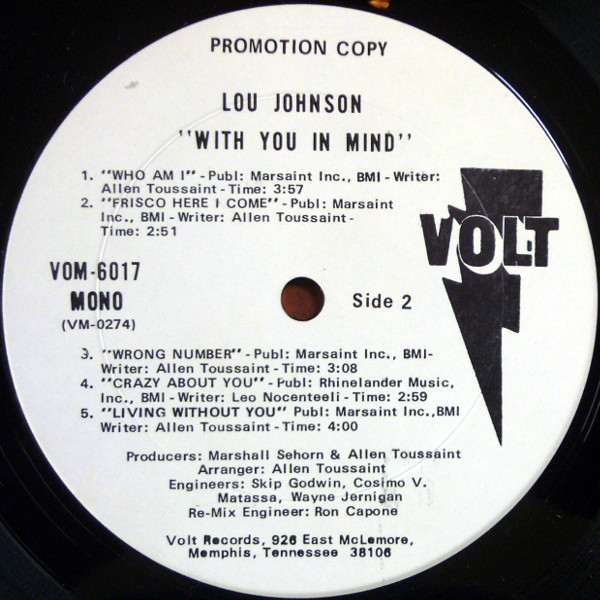 PROMOTION COPY
LOU JOHNSON
"WITH YOU IN MIND"
1. "WHO AM I" - Publ: Marsaint Inc., BMI - Writer:
Allen Toussaint - Time: 3:57
2. "FRISCO HERE I COME" - Publ: Marsaint
Inc., BMI - Writer: Allen Toussaint -
Time: 2:51
VOLT
VOM-6017
MONO
(VM-0274)
Side 2
3. "WRONG NUMBER" - Publ: Marsaint Inc., BMI-
Writer: Allen Toussaint - Time: 3:08
4. "CRAZY ABOUT YOU" - Publ: Rhinelander Music,
Inc., BMI - Writer: Leo Nocenteeli - Time: 2:59
5. "LIVING WITHOUT YOU" Publ: Marsaint Inc.,BMI
Writer: Allen Toussaint - Time: 4:00
Producers: Marshall Sehorn & Allen Toussaint
Arranger: Allen Toussaint
Engineers: Skip Godwin, Cosimo V.
Matassa, Wayne Jernigan
Re-Mix Engineer: Ron Capone
Volt Records, 926 East McLemore,
Memphis, Tennessee 38106